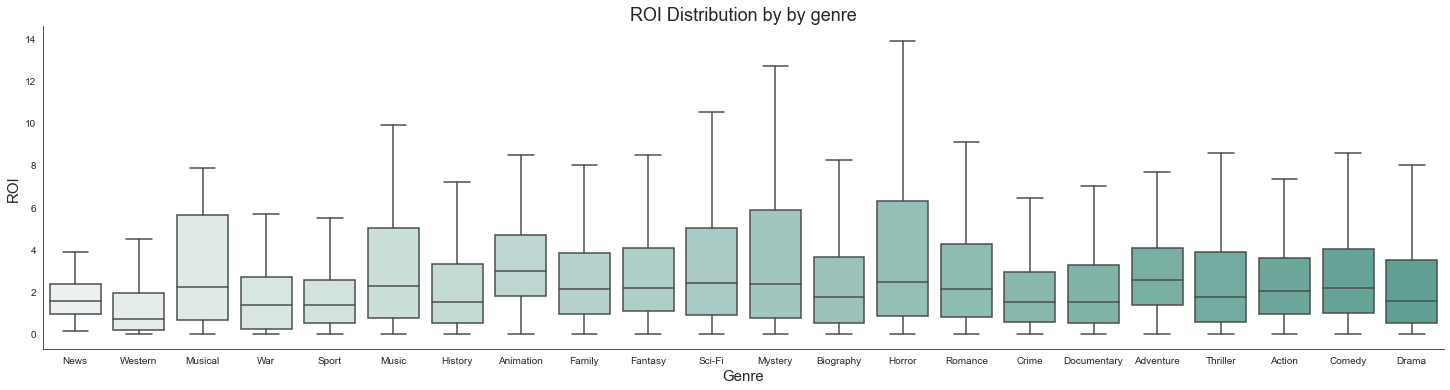 ROI Distribution by by genre
14
12
10
8
6
4
2
0
ROI
News Western Musical War Sport Music History Animation Family Fantasy Sci-Fi Mystery Biography Horror Romance Crime Documentary Adventure Thriller Action Comedy Drama
Genre